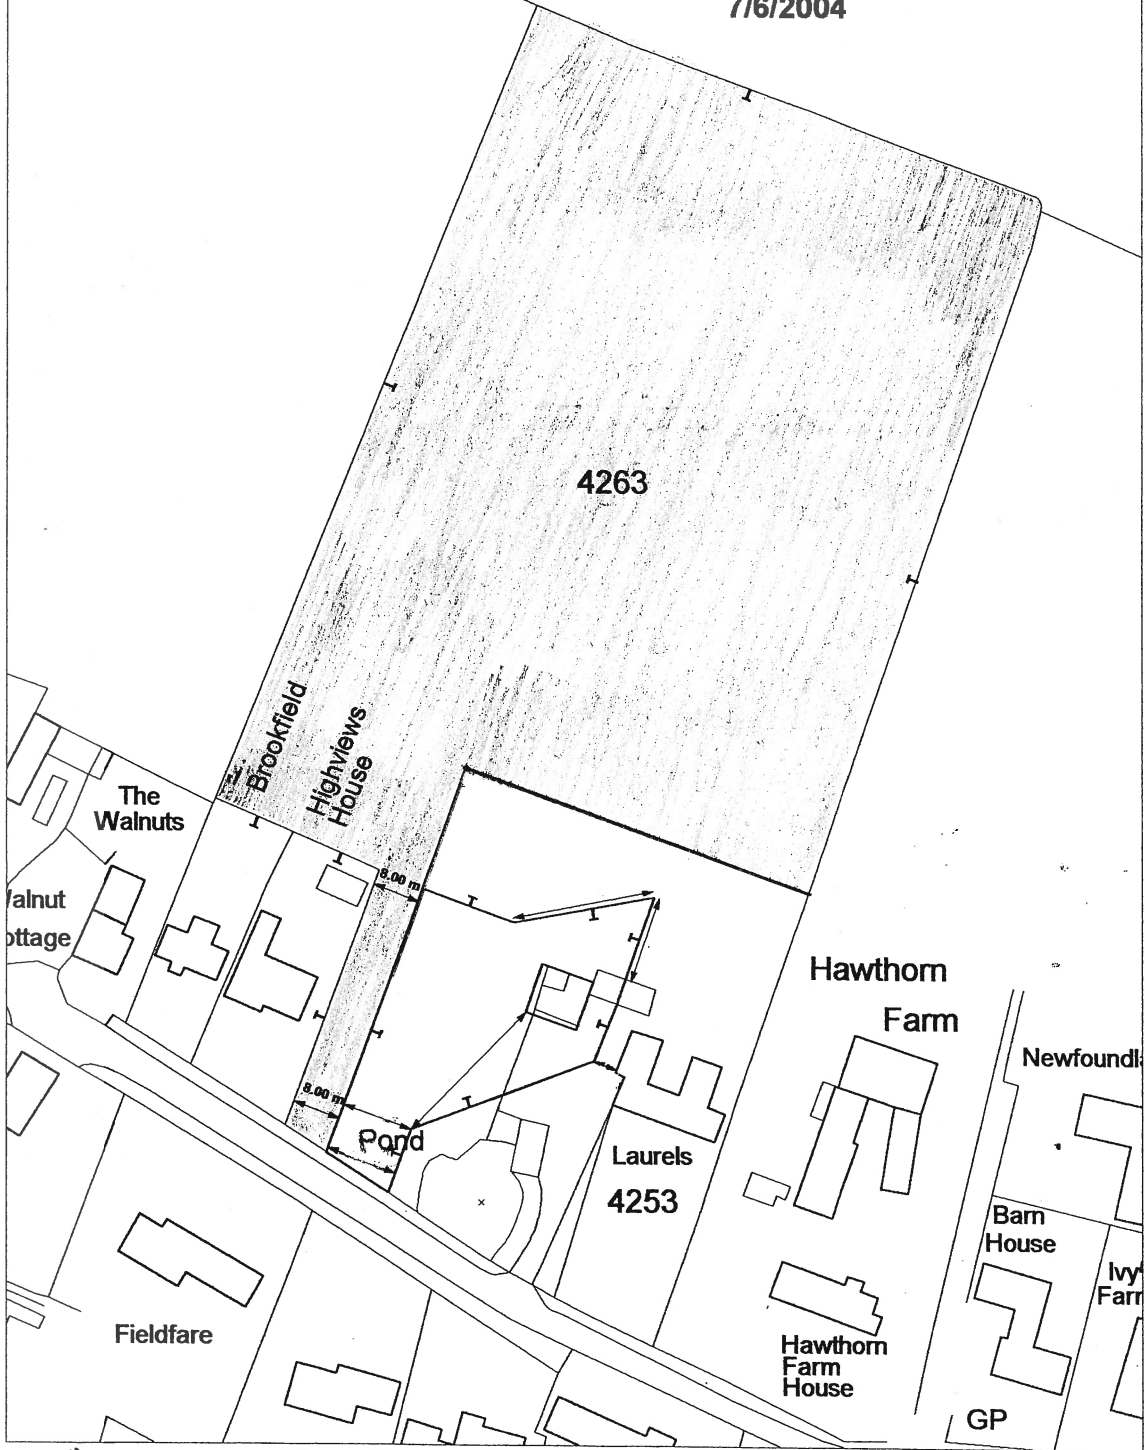 7/6/2004
4263
Brookfield
Highviews
House
The
Walnuts
8.00 m
ottage
Hawthorn
Farm
8.00 m
Pond
Laurels
4253
Barn
House
Fieldfare
Hawthorn
Farm
House
GP